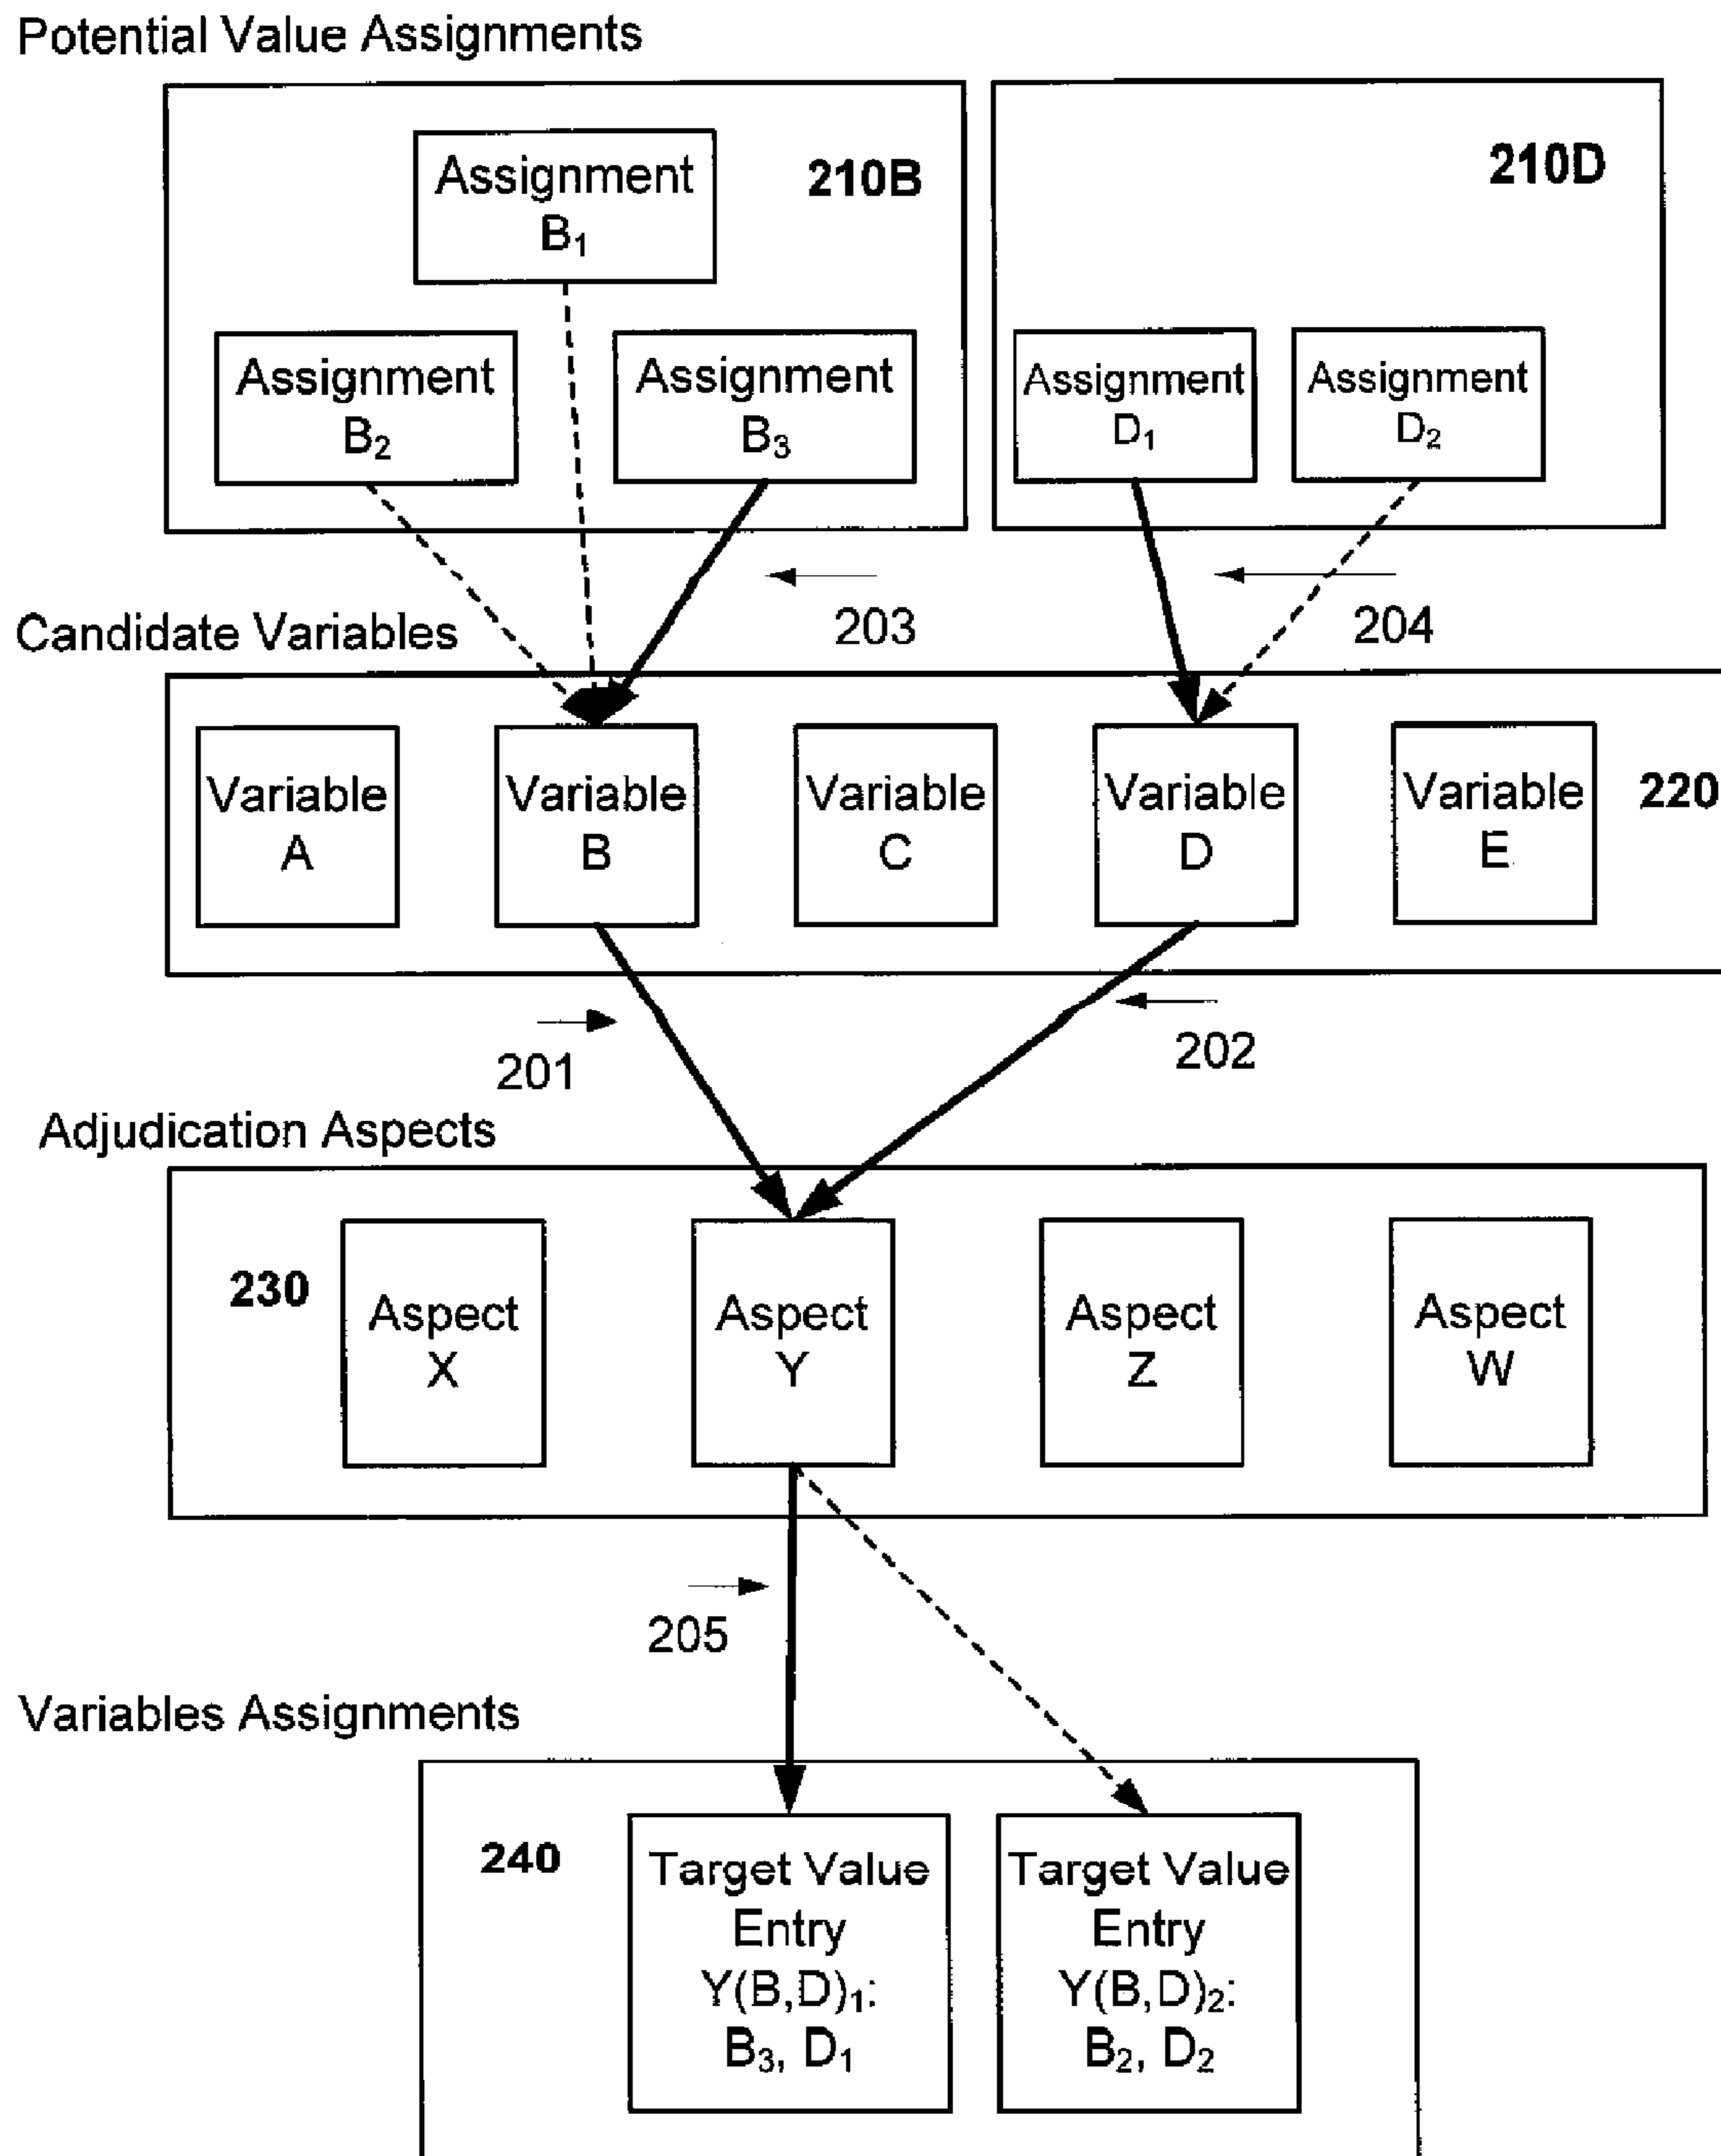 Potential Value Assignments
Assignment
B₁
210B
210D
Assignment
B₂
Assignment
B₃
Assignment
D₁
Assignment
D₂
203
204
Candidate Variables
Variable
A
Variable
B
Variable
C
Variable
D
Variable
E
220
201
202
Adjudication Aspects
230
Aspect
X
Aspect
Y
Aspect
Z
Aspect
W
205
Variables Assignments
240
Target Value
Entry
Y(B,D)₁:
B₃, D₁
Target Value
Entry
Y(B,D)₂:
B₂, D₂